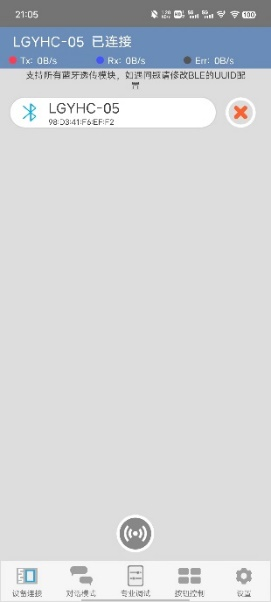 21:05
LGYHC-05 已连接
Tx: 0B/s Rx: 0B/s Err: 0B/s
支持所有蓝牙透传模块，如遇问题请修改BLE的UUID配
LGYHC-05
98:D3:41:F6:EF:F2
设备连接 对话模式 专业调试 按钮控制 设置